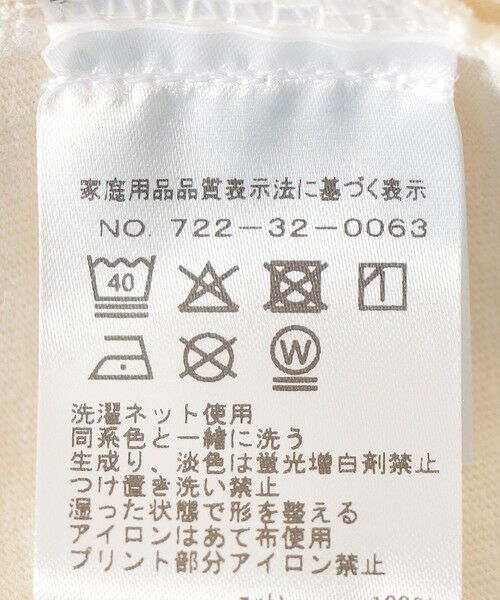 家庭用品品質表示法に基づく表示
NO. 722-32-0063
40
W
洗濯ネット使用
同系色と一緒に洗う
生成り、淡色は蛍光増白剤禁止
つけ置き洗い禁止
湿った状態で形を整える
アイロンはあて布使用
プリント部分アイロン禁止